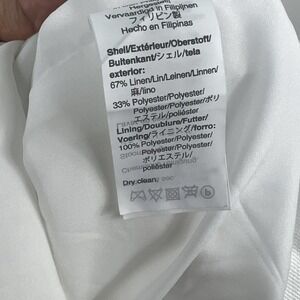 Vervaardigd in Filipijnen
フィリピン製
Hecho en Filipinas
Shell/Extérieur/Oberstoff/
Buitenkant/シェル/tela
exterior:
67% Linen/Lin/Leinen/Linnen/
麻/lino
33% Polyester/Polyester/
Polyester/Polyester/ポリ
エステル/poliéster
Lining/Doublure/Futter/
Voering/ライニング/forro:
100% Polyester/Polyester/
Polyester/Polyester/
ポリエステル/
poliéster
Dry clean/